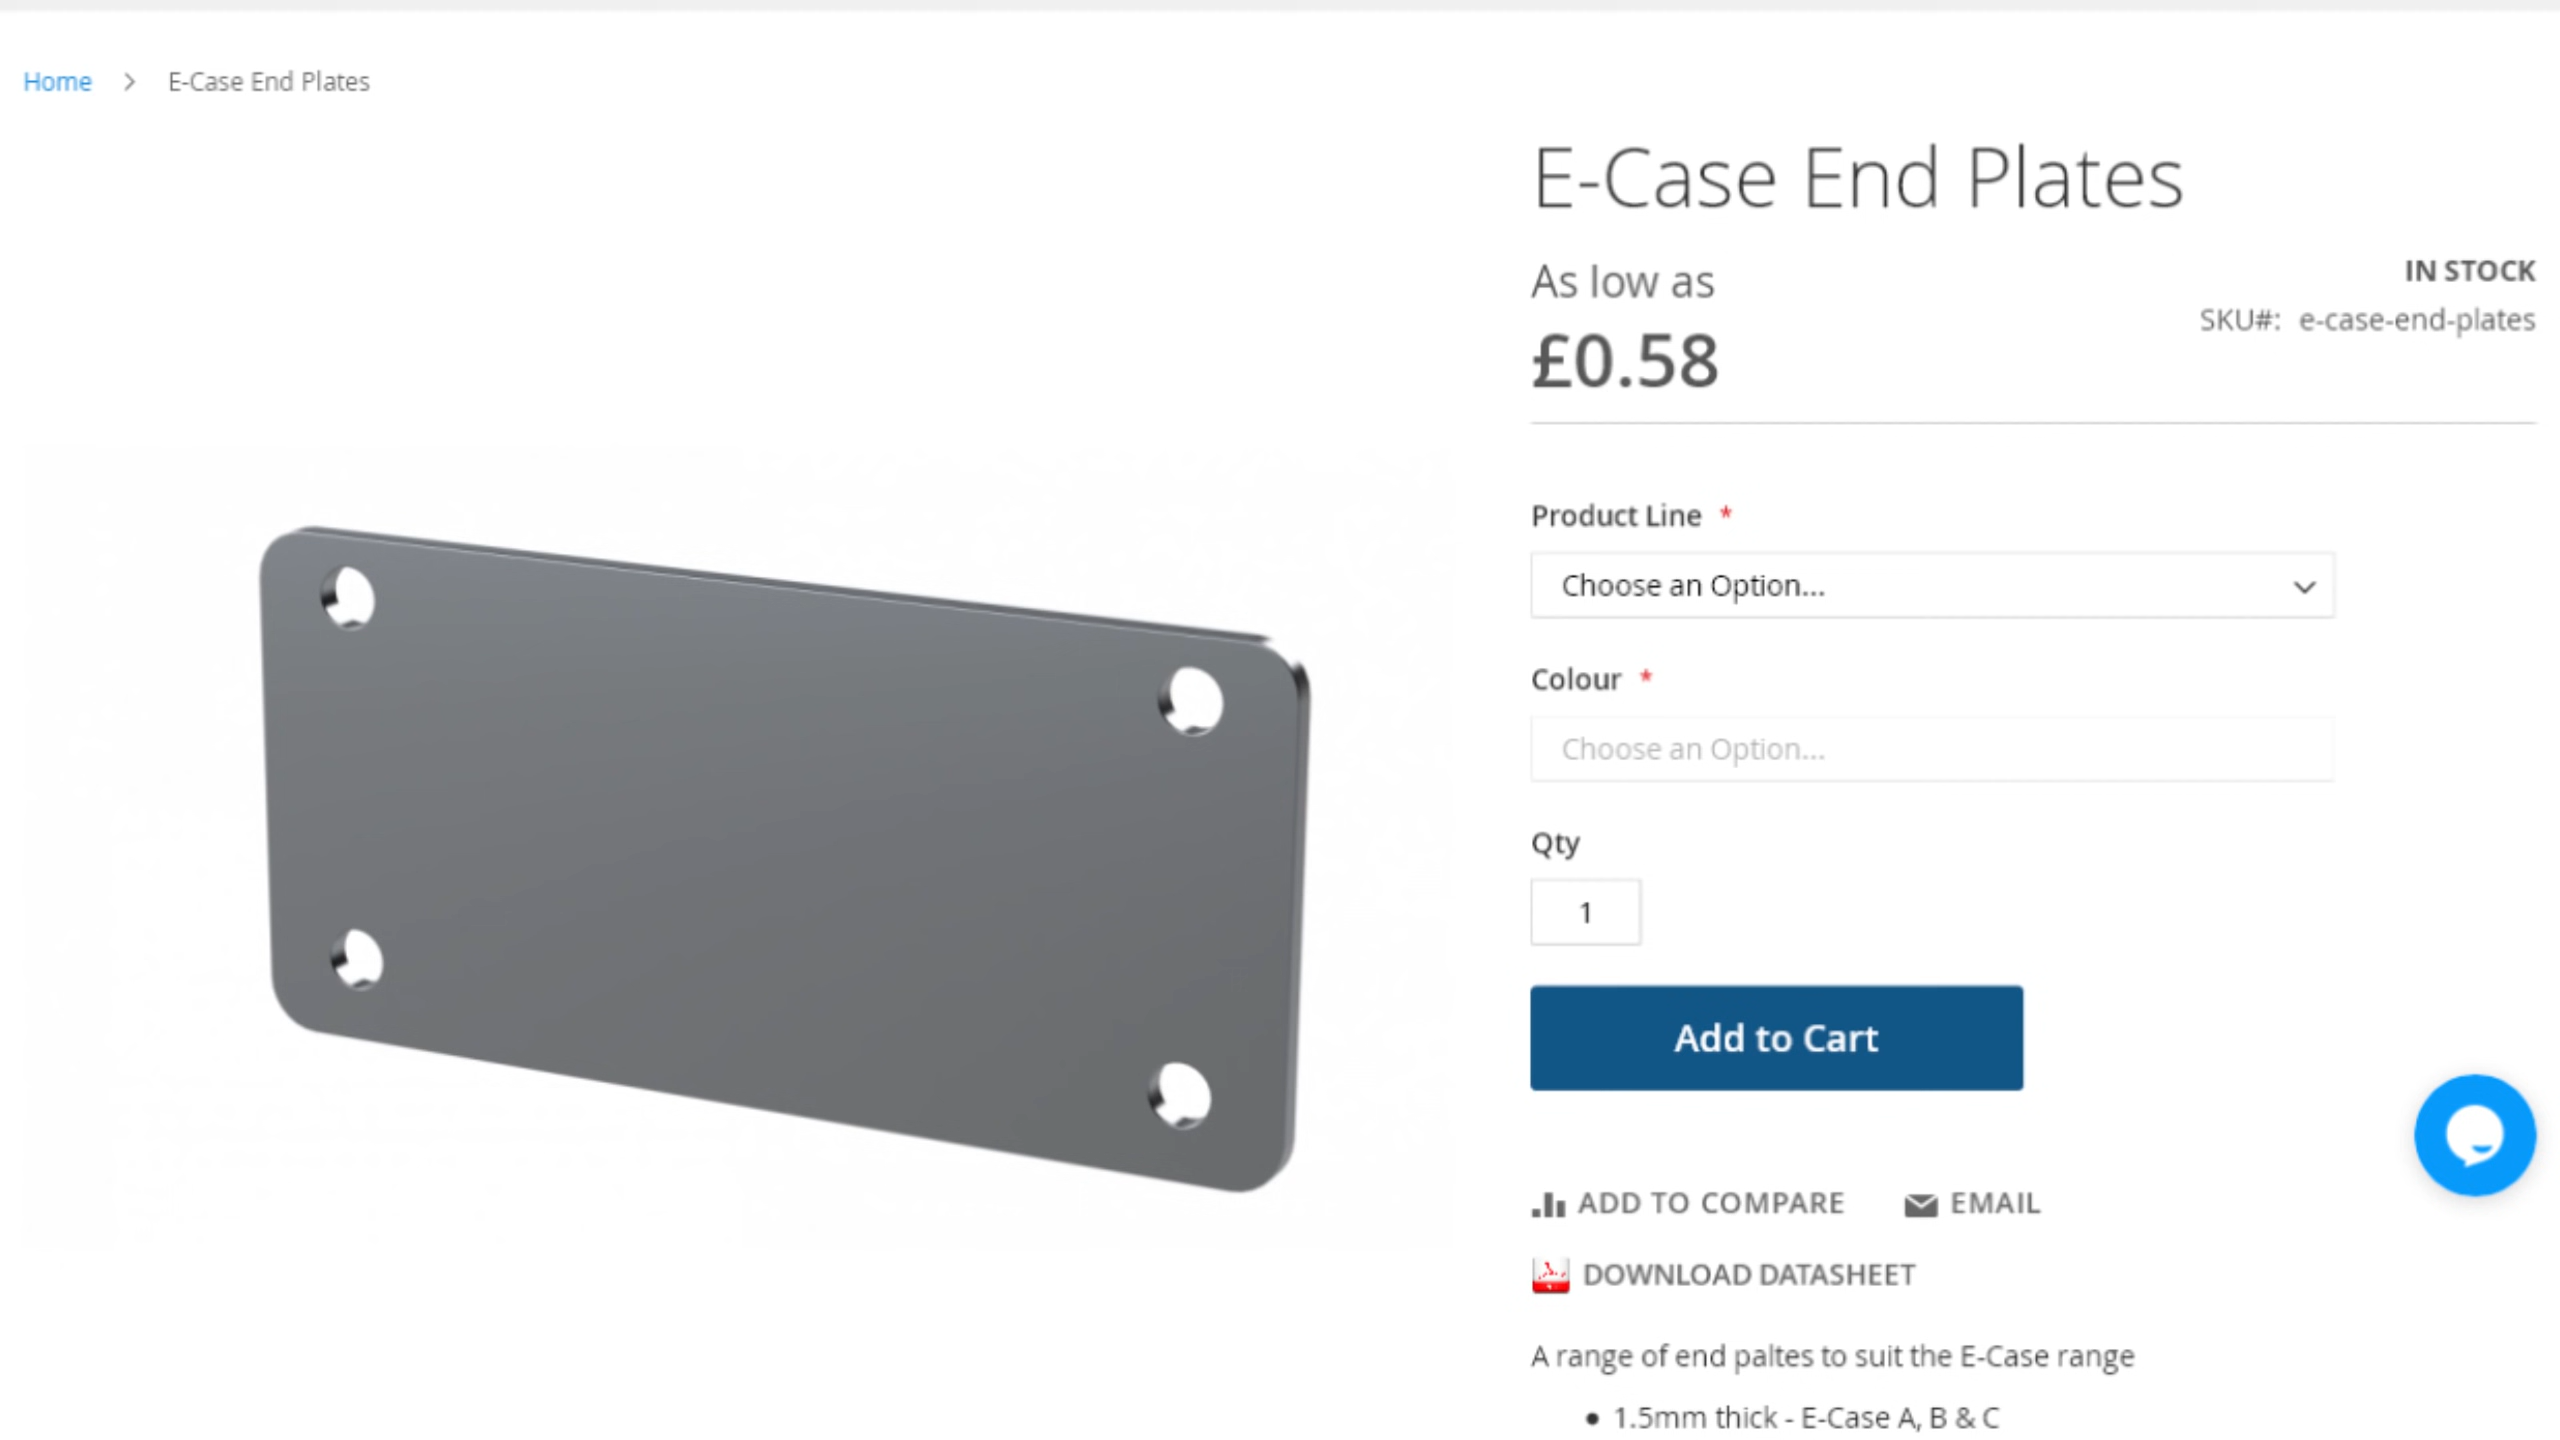 Home > E-Case End Plates
E-Case End Plates
As low as
£0.58
IN STOCK
SKU#: e-case-end-plates
Product Line *
Choose an Option...
Colour *
Choose an Option...
Qty
1
Add to Cart
ADD TO COMPARE
EMAIL
DOWNLOAD DATASHEET
A range of end paltes to suit the E-Case range
• 1.5mm thick - E-Case A, B & C